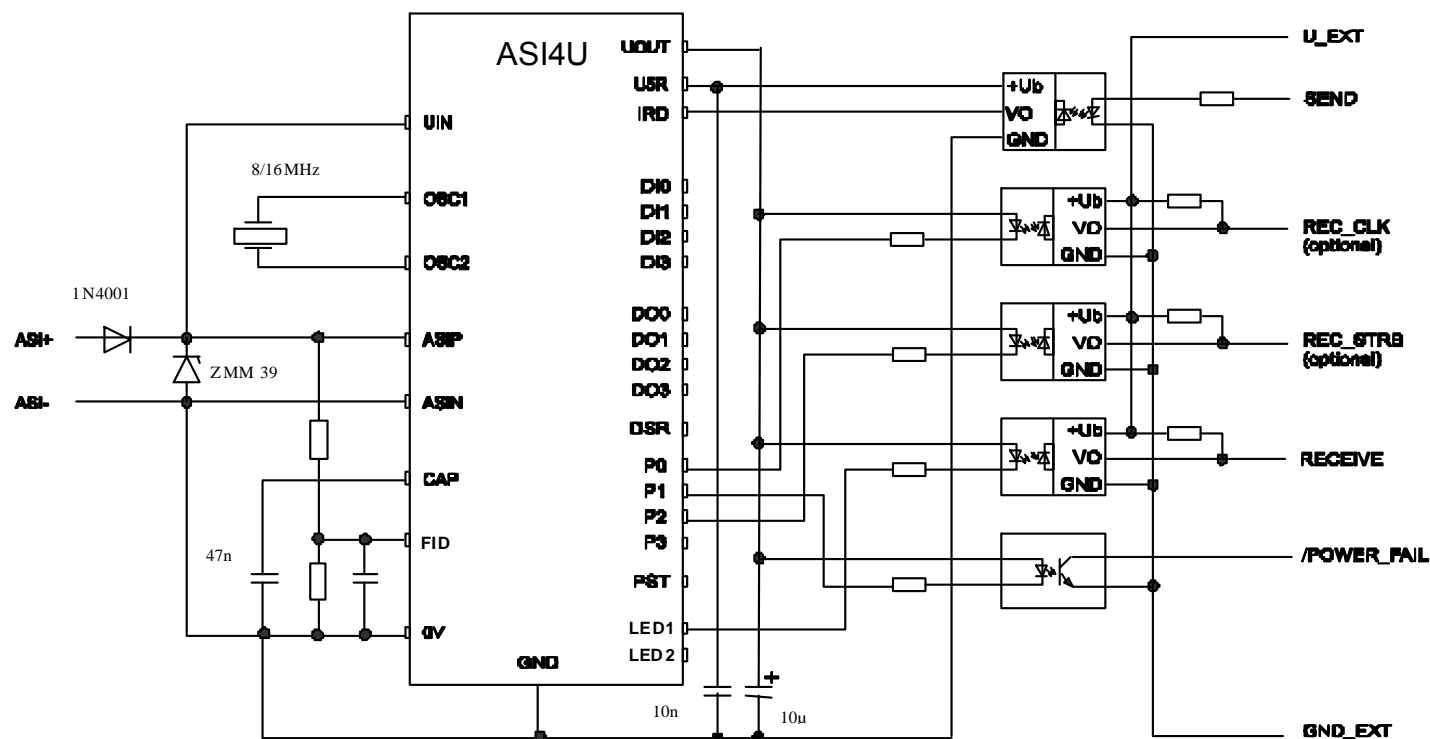 ASI4U
UIN
OSC1
OSC2
ASIP
ASIN
CAP
FID
0V
GND
UOUT
U5R
IRD
DI0
DI1
DI2
DI3
DO0
DO1
DO2
DO3
DSR
P0
P1
P2
P3
PST
LED1
LED2
8/16MHz
1N4001
ASI+
ZMM 39
ASI-
47n
10n
+
10µ
+Ub
VO
GND
+Ub
VO
GND
+Ub
VO
GND
+Ub
VO
GND
U_EXT
SEND
REC_CLK
(optional)
REC_STRB
(optional)
RECEIVE
/POWER_FAIL
GND_EXT